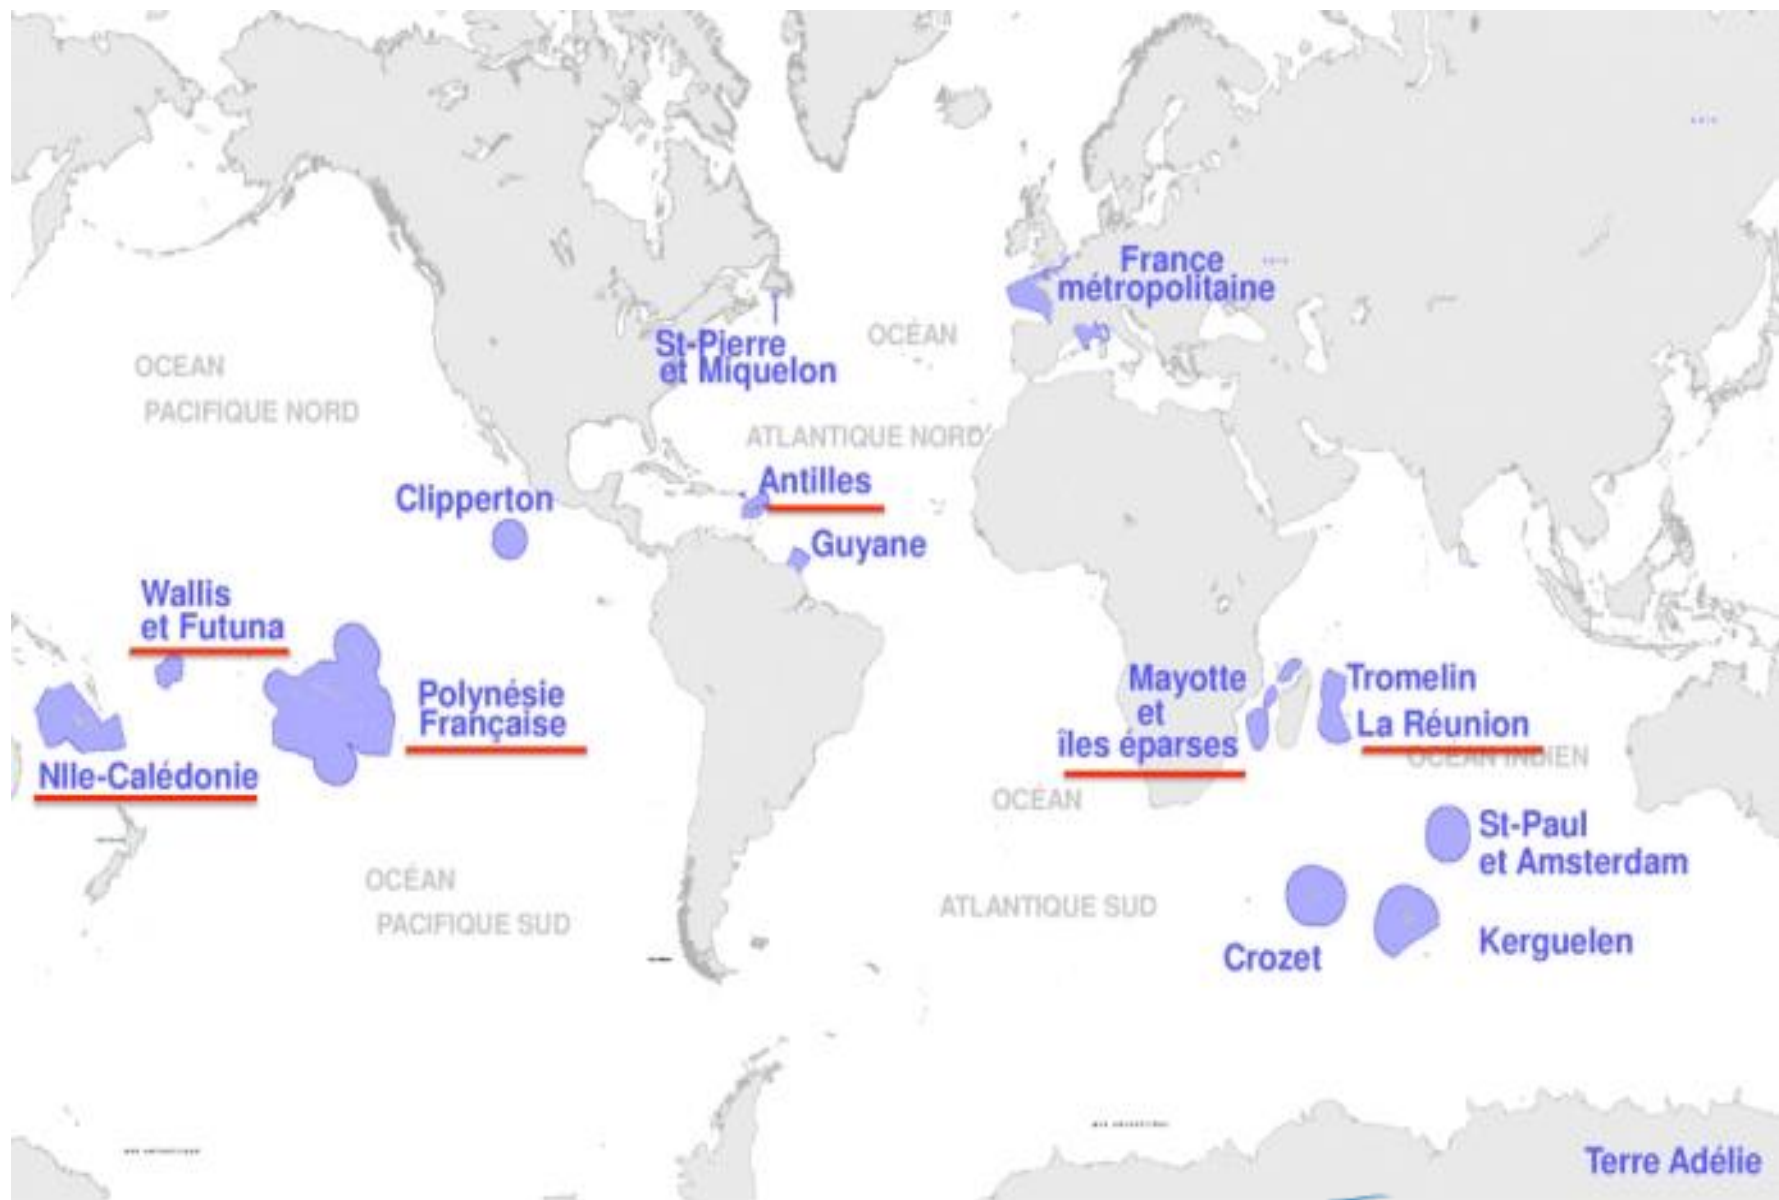 France
métropolitaine
St-Pierre
et Miquelon
OCÉAN
OCEAN
PACIFIQUE NORD
ATLANTIQUE NORD
Antilles
Clipperton
Guyane
Wallis
et Futuna
Polynésie
Française
Nlle-Calédonie
Mayotte
et
îles éparses
Tromelin
La Réunion
OCÉAN INDIEN
OCÉAN
ATLANTIQUE SUD
St-Paul
et Amsterdam
OCÉAN
PACIFIQUE SUD
Crozet
Kerguelen
Terre Adélie